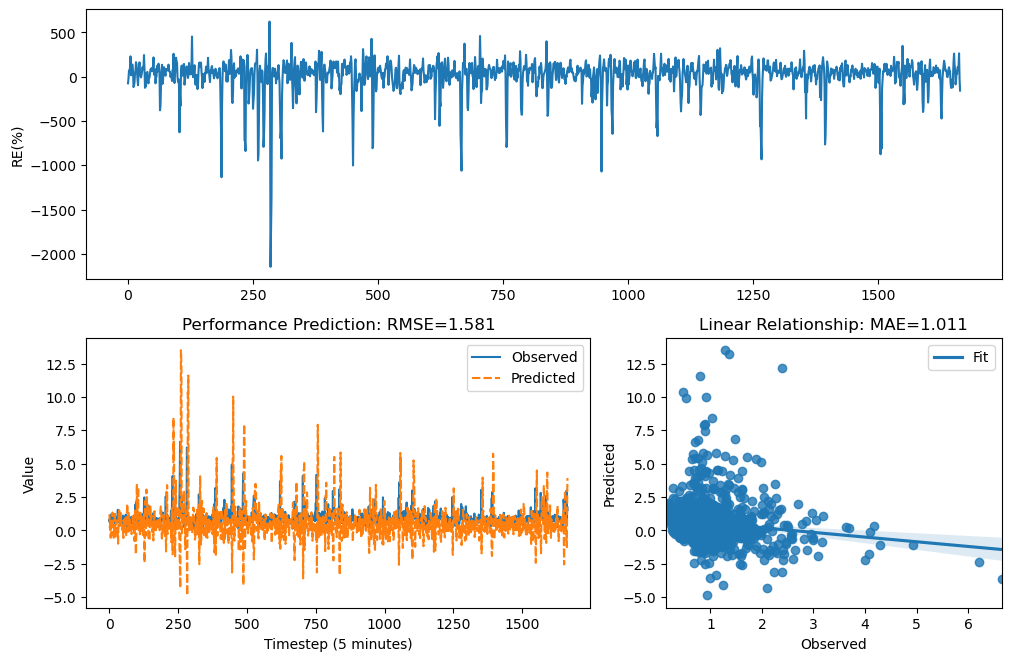 500
0
−500
−1000
−1500
−2000
RE(%)
0 250 500 750 1000 1250 1500
Performance Prediction: RMSE=1.581
Observed
Predicted
12.5
10.0
7.5
5.0
2.5
0.0
−2.5
−5.0
Value
0 250 500 750 1000 1250 1500
Timestep (5 minutes)
Linear Relationship: MAE=1.011
Fit
12.5
10.0
7.5
5.0
2.5
0.0
−2.5
−5.0
Predicted
1 2 3 4 5 6
Observed